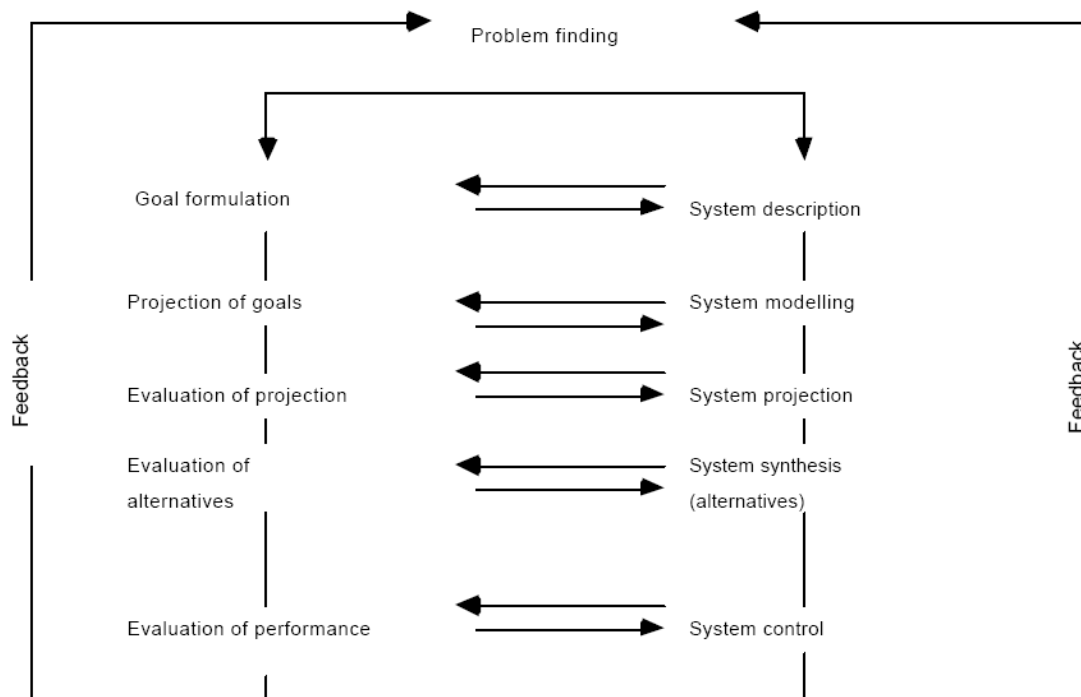 Problem finding
Goal formulation
System description
Projection of goals
System modelling
Feedback
Feedback
Evaluation of projection
System projection
Evaluation of
alternatives
System synthesis
(alternatives)
Evaluation of performance
System control